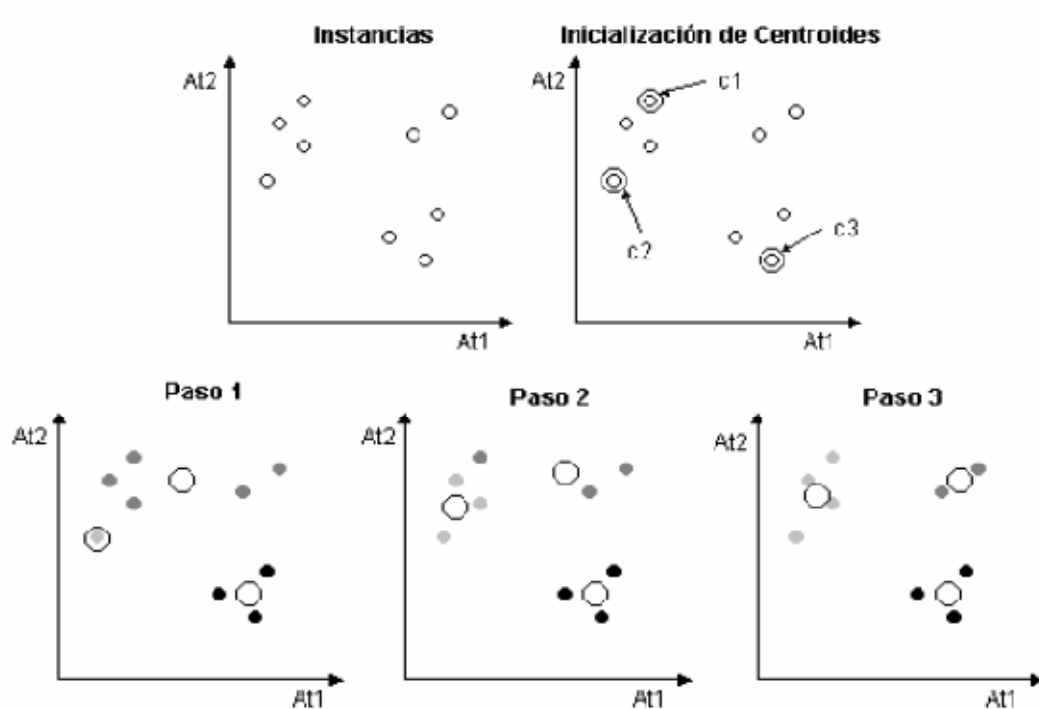 Instancias
Inicialización de Centroides
At2
At1
At2
c1
c2
c3
At1
Paso 1
At2
At1
Paso 2
At2
At1
Paso 3
At2
At1